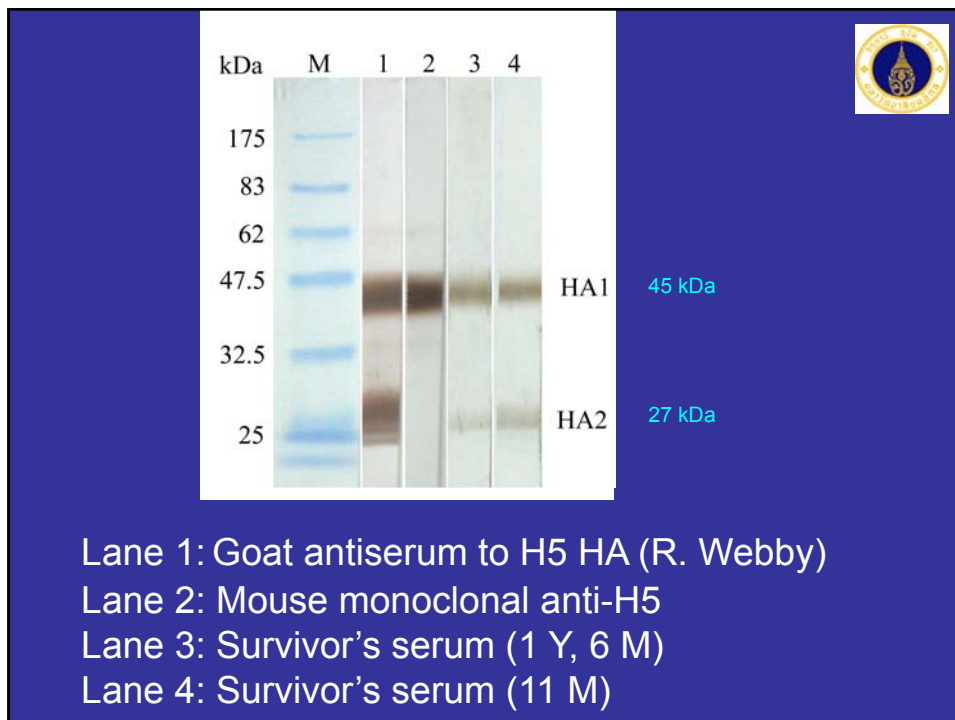 kDa M 1 2 3 4
175
83
62
47.5 HA1 45 kDa
32.5
HA2 27 kDa
25
Lane 1: Goat antiserum to H5 HA (R. Webby)
Lane 2: Mouse monoclonal anti-H5
Lane 3: Survivor’s serum (1 Y, 6 M)
Lane 4: Survivor’s serum (11 M)